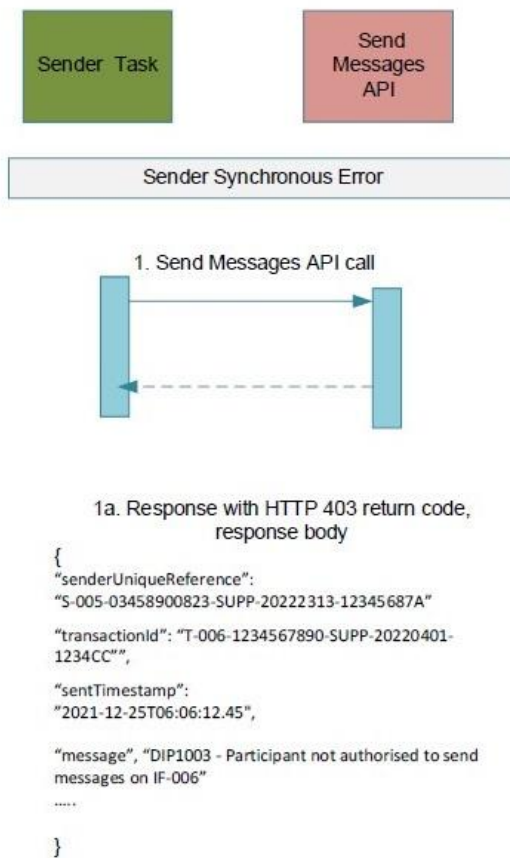 Sender Task
Send
Messages
API
Sender Synchronous Error
1. Send Messages API call
1a. Response with HTTP 403 return code,
response body
{
“senderUniqueReference”:
“S-005-03458900823-SUPP-20222313-12345687A”
“transactionId”: “T-006-1234567890-SUPP-20220401-
1234CC””,
“sentTimestamp”:
”2021-12-25T06:06:12.45",
“message”, “DIP1003 - Participant not authorised to send
messages on IF-006”
.....
}